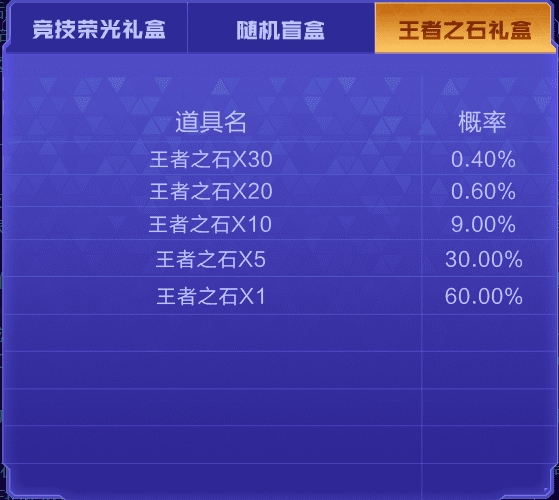 竞技荣光礼盒 随机盲盒 王者之石礼盒
道具名 概率
王者之石X30 0.40%
王者之石X20 0.60%
王者之石X10 9.00%
王者之石X5 30.00%
王者之石X1 60.00%